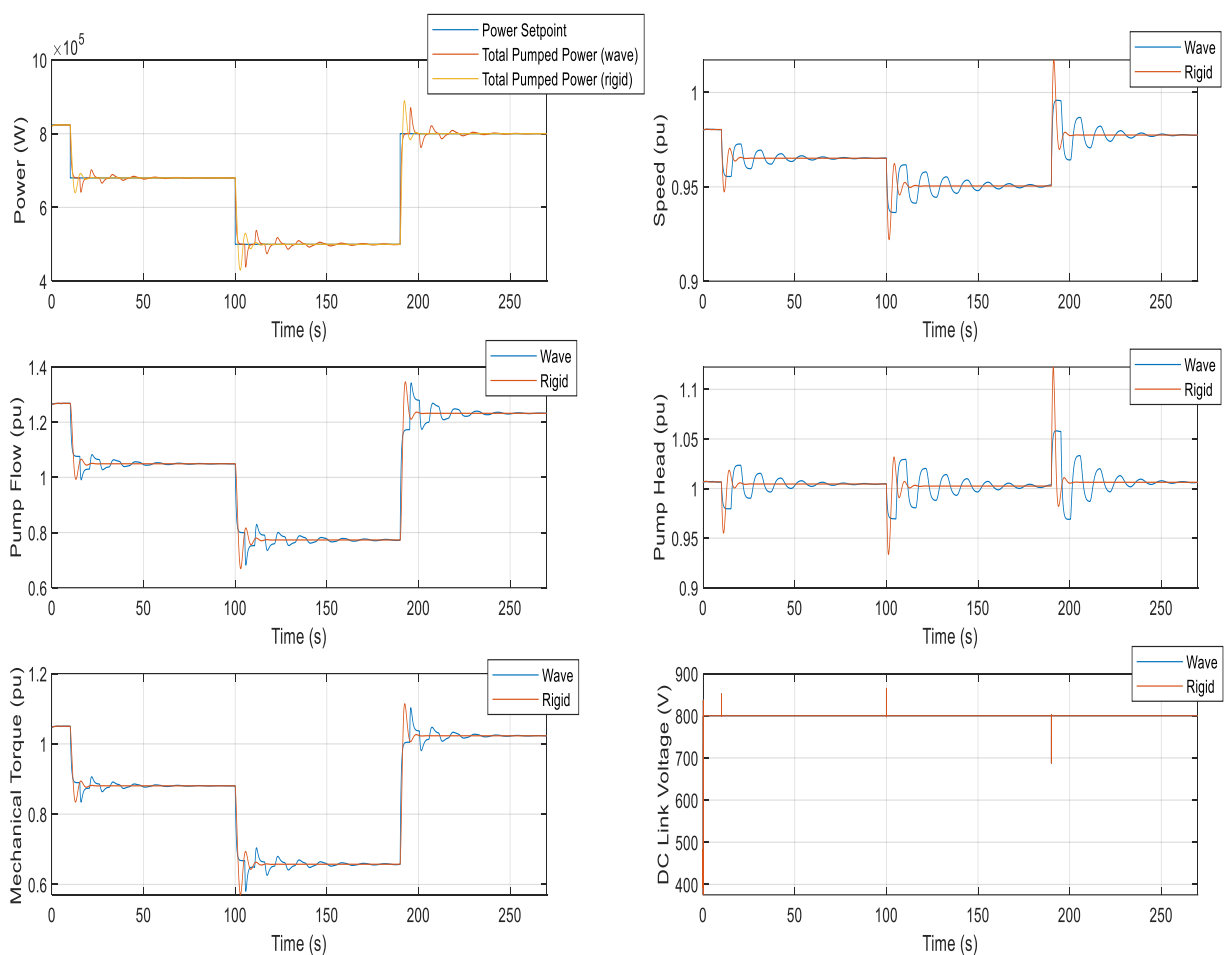 Power Setpoint
Total Pumped Power (wave)
Total Pumped Power (rigid)
×10⁵
10
8
6
4
Power (W)
0 50 100 150 200 250
Time (s)
Wave
Rigid
1
0.95
0.9
Speed (pu)
0 50 100 150 200 250
Time (s)
Wave
Rigid
1.4
1.2
1
0.8
0.6
Pump Flow (pu)
0 50 100 150 200 250
Time (s)
Wave
Rigid
1.1
1.05
1
0.95
0.9
Pump Head (pu)
0 50 100 150 200 250
Time (s)
Wave
Rigid
1.2
1
0.8
0.6
Mechanical Torque (pu)
0 50 100 150 200 250
Time (s)
Wave
Rigid
900
800
700
600
500
400
DC Link Voltage (V)
0 50 100 150 200 250
Time (s)